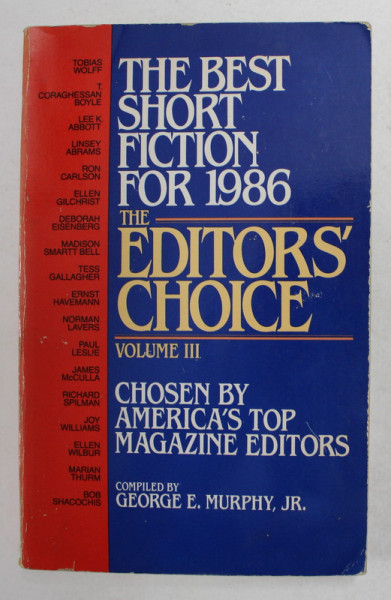 TOBIAS
WOLFF
T.
CORAGHESSAN
BOYLE
LEE K.
ABBOTT
LINSEY
ABRAMS
RON
CARLSON
ELLEN
GILCHRIST
DEBORAH
EISENBERG
MADISON
SMARTT BELL
TESS
GALLAGHER
ERNST
HAVEMANN
NORMAN
LAVERS
PAUL
LESLIE
JAMES
McCULLA
RICHARD
SPILMAN
JOY
WILLIAMS
ELLEN
WILBUR
MARIAN
THURM
BOB
SHACOCHIS
THE BEST
SHORT
FICTION
FOR 1986
THE
EDITORS'
CHOICE
VOLUME III
CHOSEN BY
AMERICA'S TOP
MAGAZINE EDITORS
COMPILED BY
GEORGE E. MURPHY, JR.